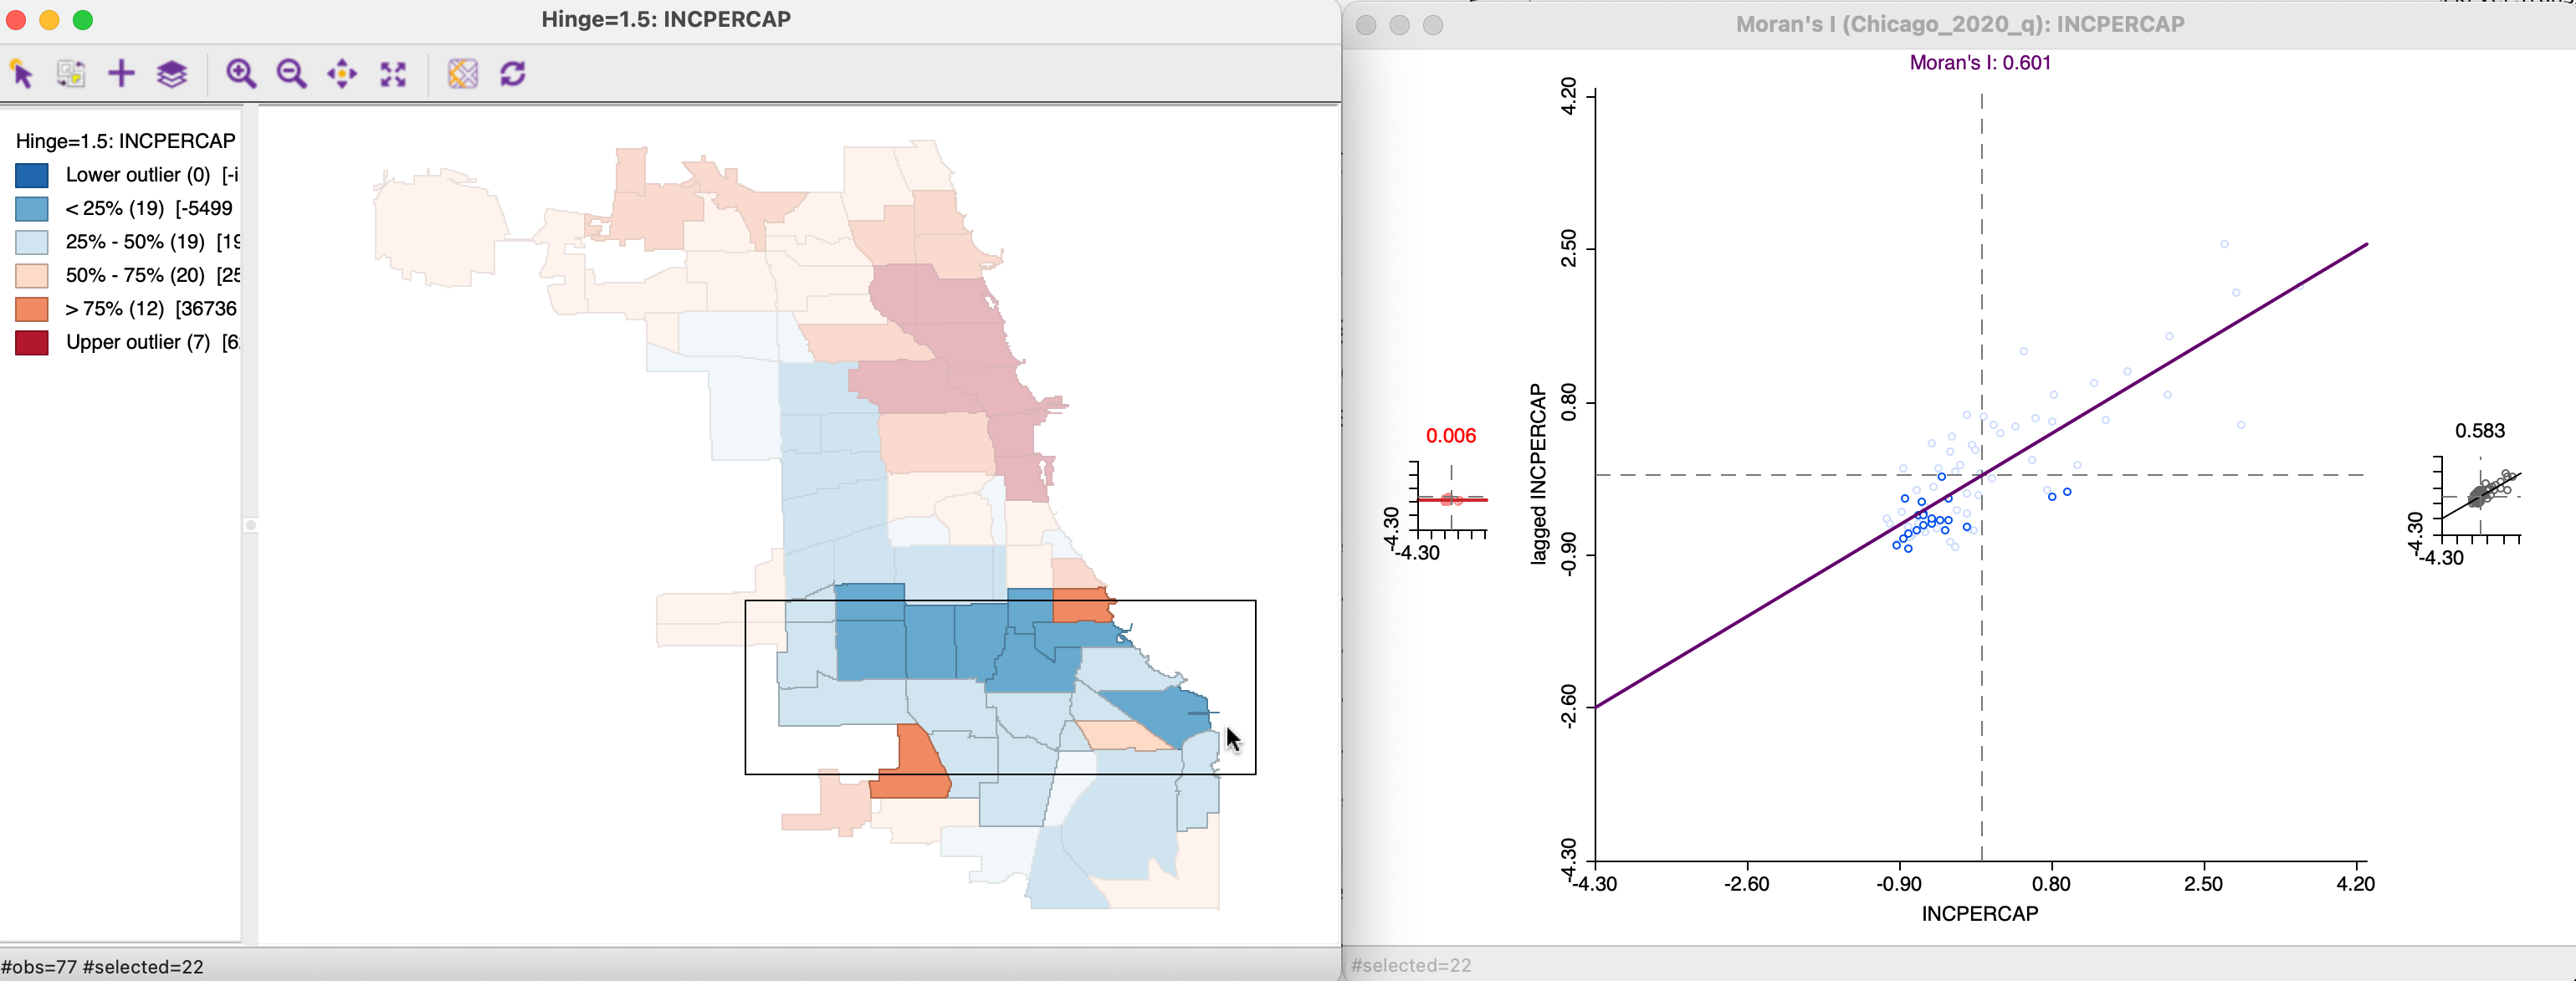 Hinge=1.5: INCPERCAP
Hinge=1.5: INCPERCAP
Lower outlier (0) [-i
< 25% (19) [-5499
25% - 50% (19) [19
50% - 75% (20) [25
> 75% (12) [36736
Upper outlier (7) [6
#obs=77 #selected=22
Moran's I (Chicago_2020_q): INCPERCAP
Moran's I: 0.601
4.20
2.50
0.80
-0.90
-2.60
-4.30
lagged INCPERCAP
-4.30
-2.60
-0.90
0.80
2.50
4.20
INCPERCAP
0.006
-4.30
-4.30
0.583
-4.30
-4.30
#selected=22